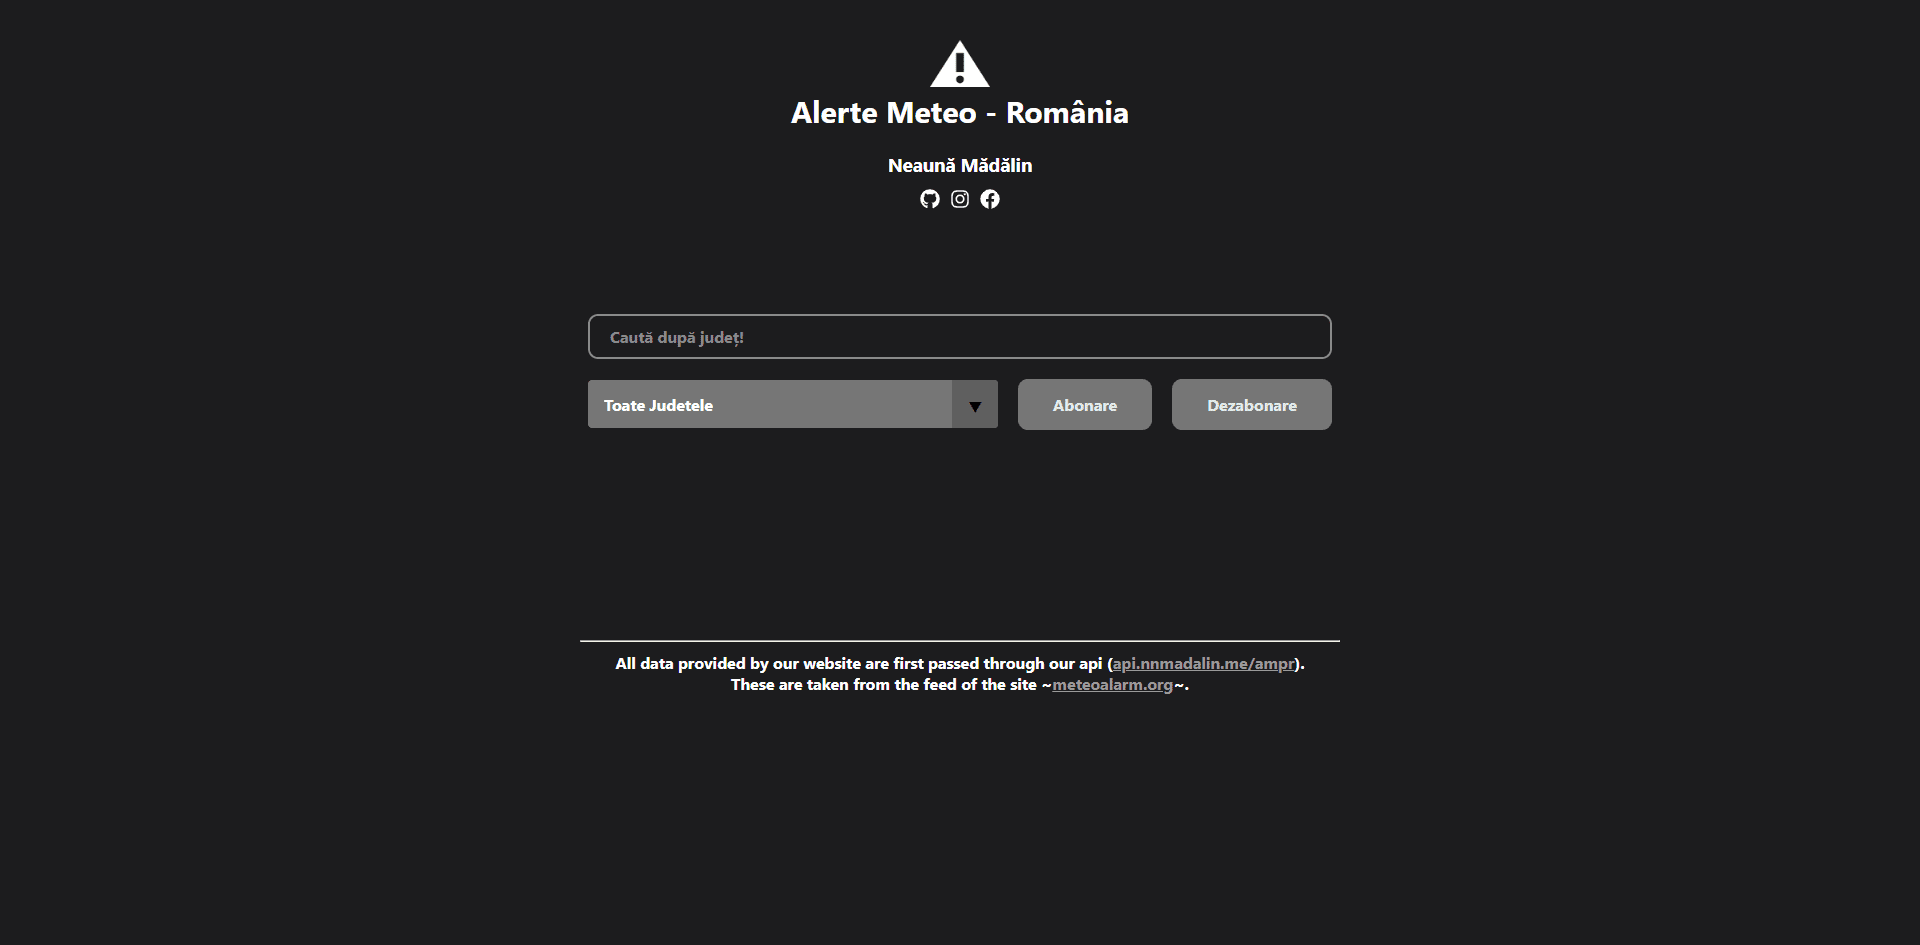 Alerte Meteo - România
Neaună Mădălin
Caută după județ!
Toate Judetele
Abonare
Dezabonare
All data provided by our website are first passed through our api (api.nnmadalin.me/ampr).
These are taken from the feed of the site ~meteoalarm.org~.